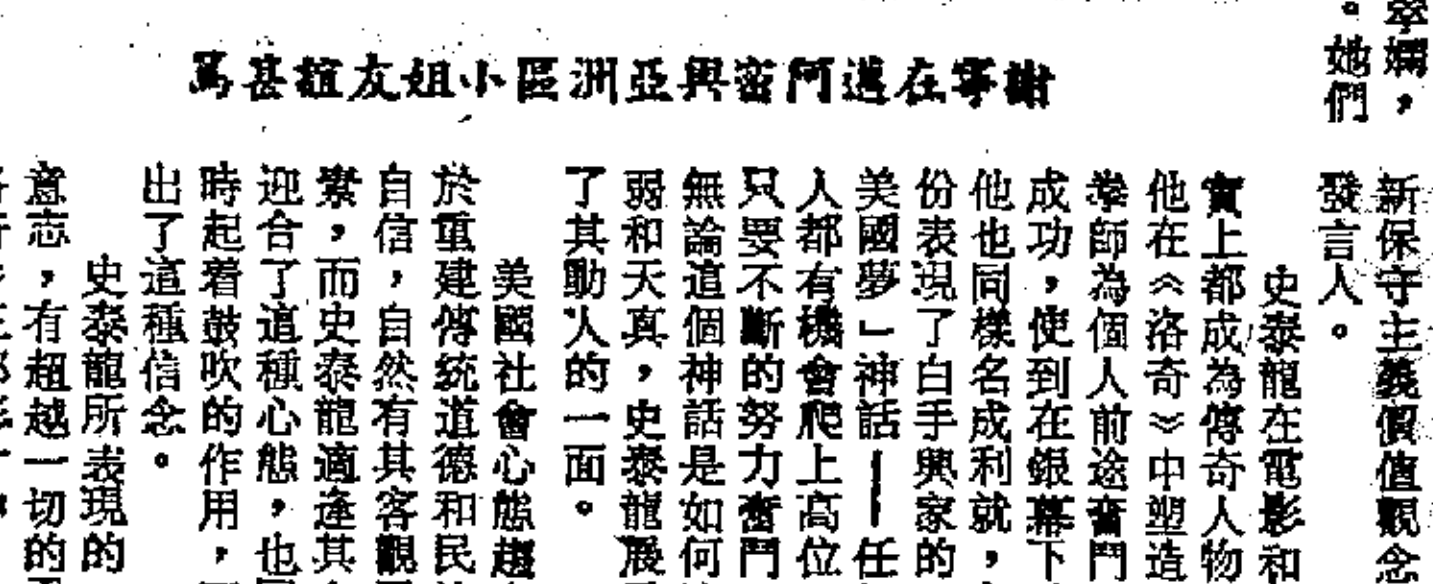 翠嫻，
。她們
謝寧在邁阿密與亞洲區小姐友誼甚篤
新保守主義價值觀念
發言人。
史泰龍在電影和
實上都成為傳奇人物
他在《洛奇》中塑造
拳師為個人前途奮鬥
成功，使到在銀幕下
他也同樣名成利就，
份表現了白手興家的
美國夢」神話——任
人都有機會爬上高位
只要不斷的努力奮鬥
無論這個神話是如何
弱和天真，史泰龍展
了其動人的一面。
美國社會心態趨
於重建傳統道德和民
自信，自然有其客觀
素，而史泰龍適逢其
迎合了這種心態，也
時起着鼓吹的作用，
出了這種信念。
史泰龍所表現的
意志，有超越一切的